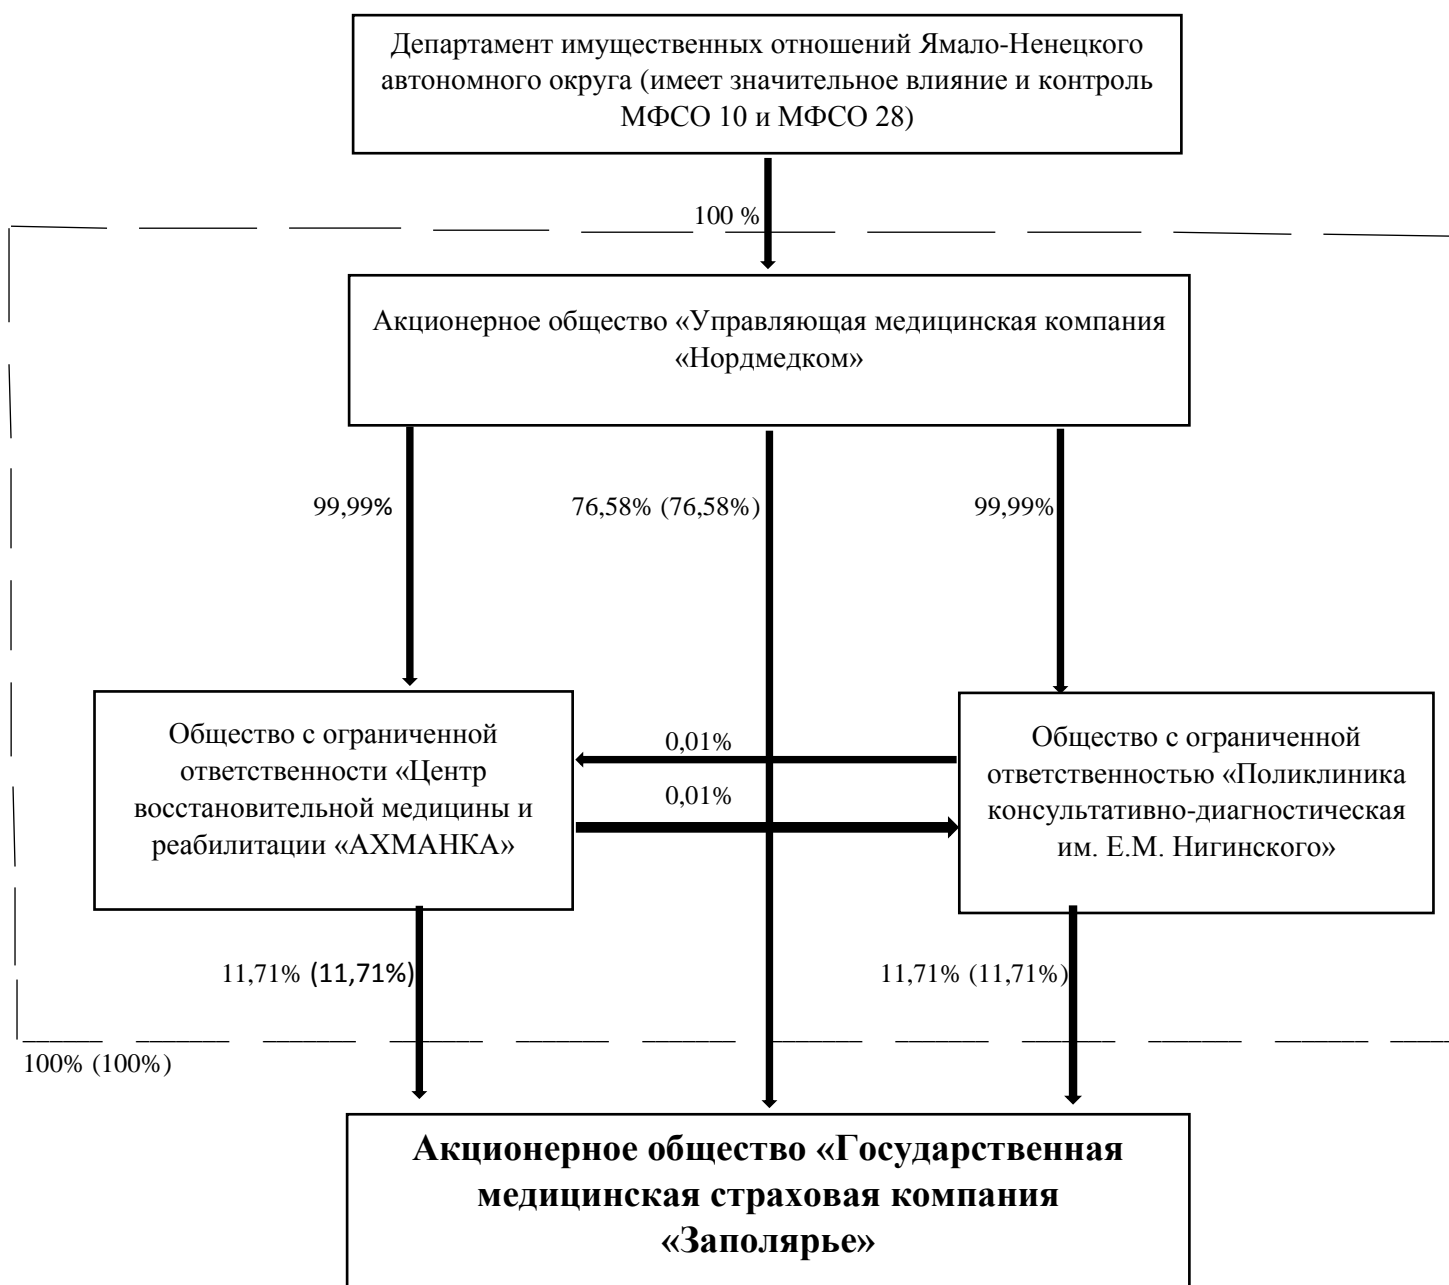 Департамент имущественных отношений Ямало-Ненецкого
автономного округа (имеет значительное влияние и контроль
МФСО 10 и МФСО 28)
100 %
Акционерное общество «Управляющая медицинская компания
«Нордмедком»
99,99%
76,58% (76,58%)
99,99%
Общество с ограниченной
ответственности «Центр
восстановительной медицины и
реабилитации «АХМАНКА»
0,01%
0,01%
Общество с ограниченной
ответственностью «Поликлиника
консультативно-диагностическая
им. Е.М. Нигинского»
11,71% (11,71%)
11,71% (11,71%)
100% (100%)
Акционерное общество «Государственная
медицинская страховая компания
«Заполярье»